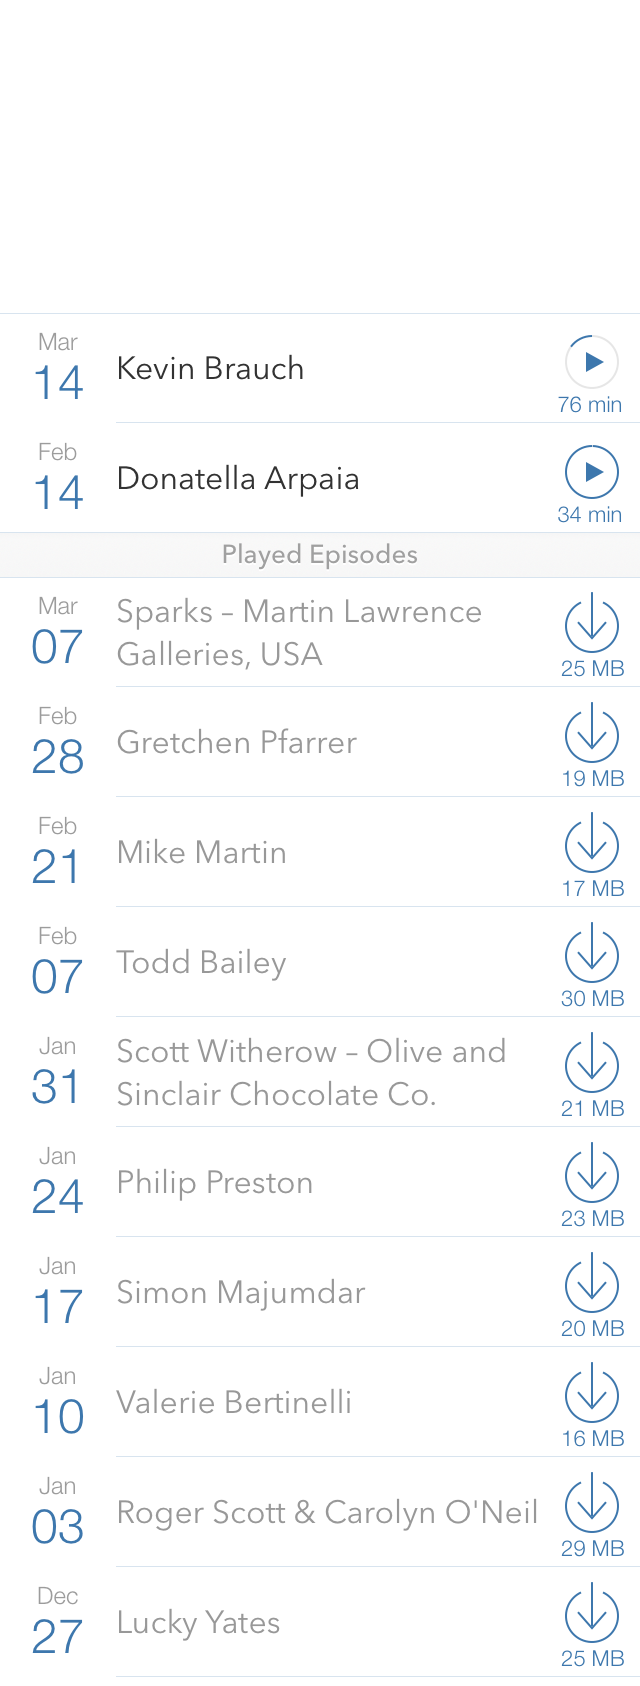 Mar
14
Kevin Brauch
76 min
Feb
14
Donatella Arpaia
34 min
Played Episodes
Mar
07
Sparks – Martin Lawrence
Galleries, USA
25 MB
Feb
28
Gretchen Pfarrer
19 MB
Feb
21
Mike Martin
17 MB
Feb
07
Todd Bailey
30 MB
Jan
31
Scott Witherow – Olive and
Sinclair Chocolate Co.
21 MB
Jan
24
Philip Preston
23 MB
Jan
17
Simon Majumdar
20 MB
Jan
10
Valerie Bertinelli
16 MB
Jan
03
Roger Scott & Carolyn O'Neil
29 MB
Dec
27
Lucky Yates
25 MB